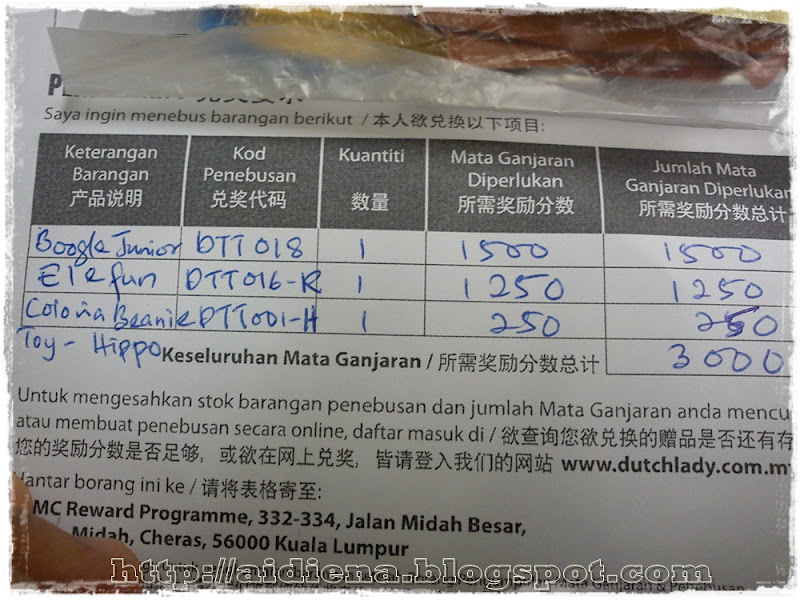 Saya ingin menebus barangan berikut / 本人欲兑换以下项目:
Keterangan Barangan 产品说明 Kod Penebusan 兑奖代码 Kuantiti 数量 Mata Ganjaran Diperlukan 所需奖励分数 Jumlah Mata Ganjaran Diperlukan 所需奖励分数总计
Boogle Junior DTT018 1 1500 1500
Elefun DTT016-R 1 1250 1250
Beanie DTT001-H 1 250 250
Toy - Hippo
Keseluruhan Mata Ganjaran / 所需奖励分数总计 3000
Untuk mengesahkan stok barangan penebusan dan jumlah Mata Ganjaran anda mencu
atau membuat penebusan secara online, daftar masuk di / 欲查询您欲兑换的赠品是否还有存
您的奖励分数是否足够，或欲在网上兑奖，皆请登入我们的网站 www.dutchlady.com.m
Hantar borang ini ke / 请将表格寄至:
MC Reward Programme, 332-334, Jalan Midah Besar,
Midah, Cheras, 56000 Kuala Lumpur
http://aidiena.blogspot.com